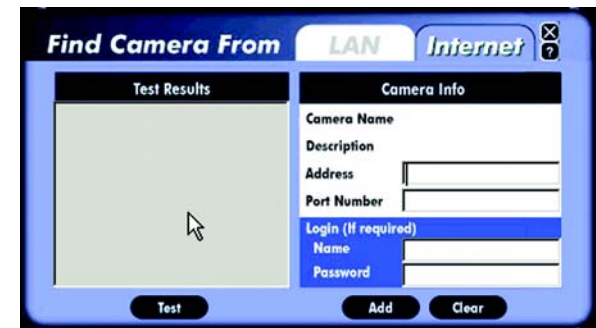 Find Camera From LAN Internet X
?
Test Results
Camera Info
Camera Name
Description
Address
Port Number
Login (If required)
Name
Password
Test
Add
Clear